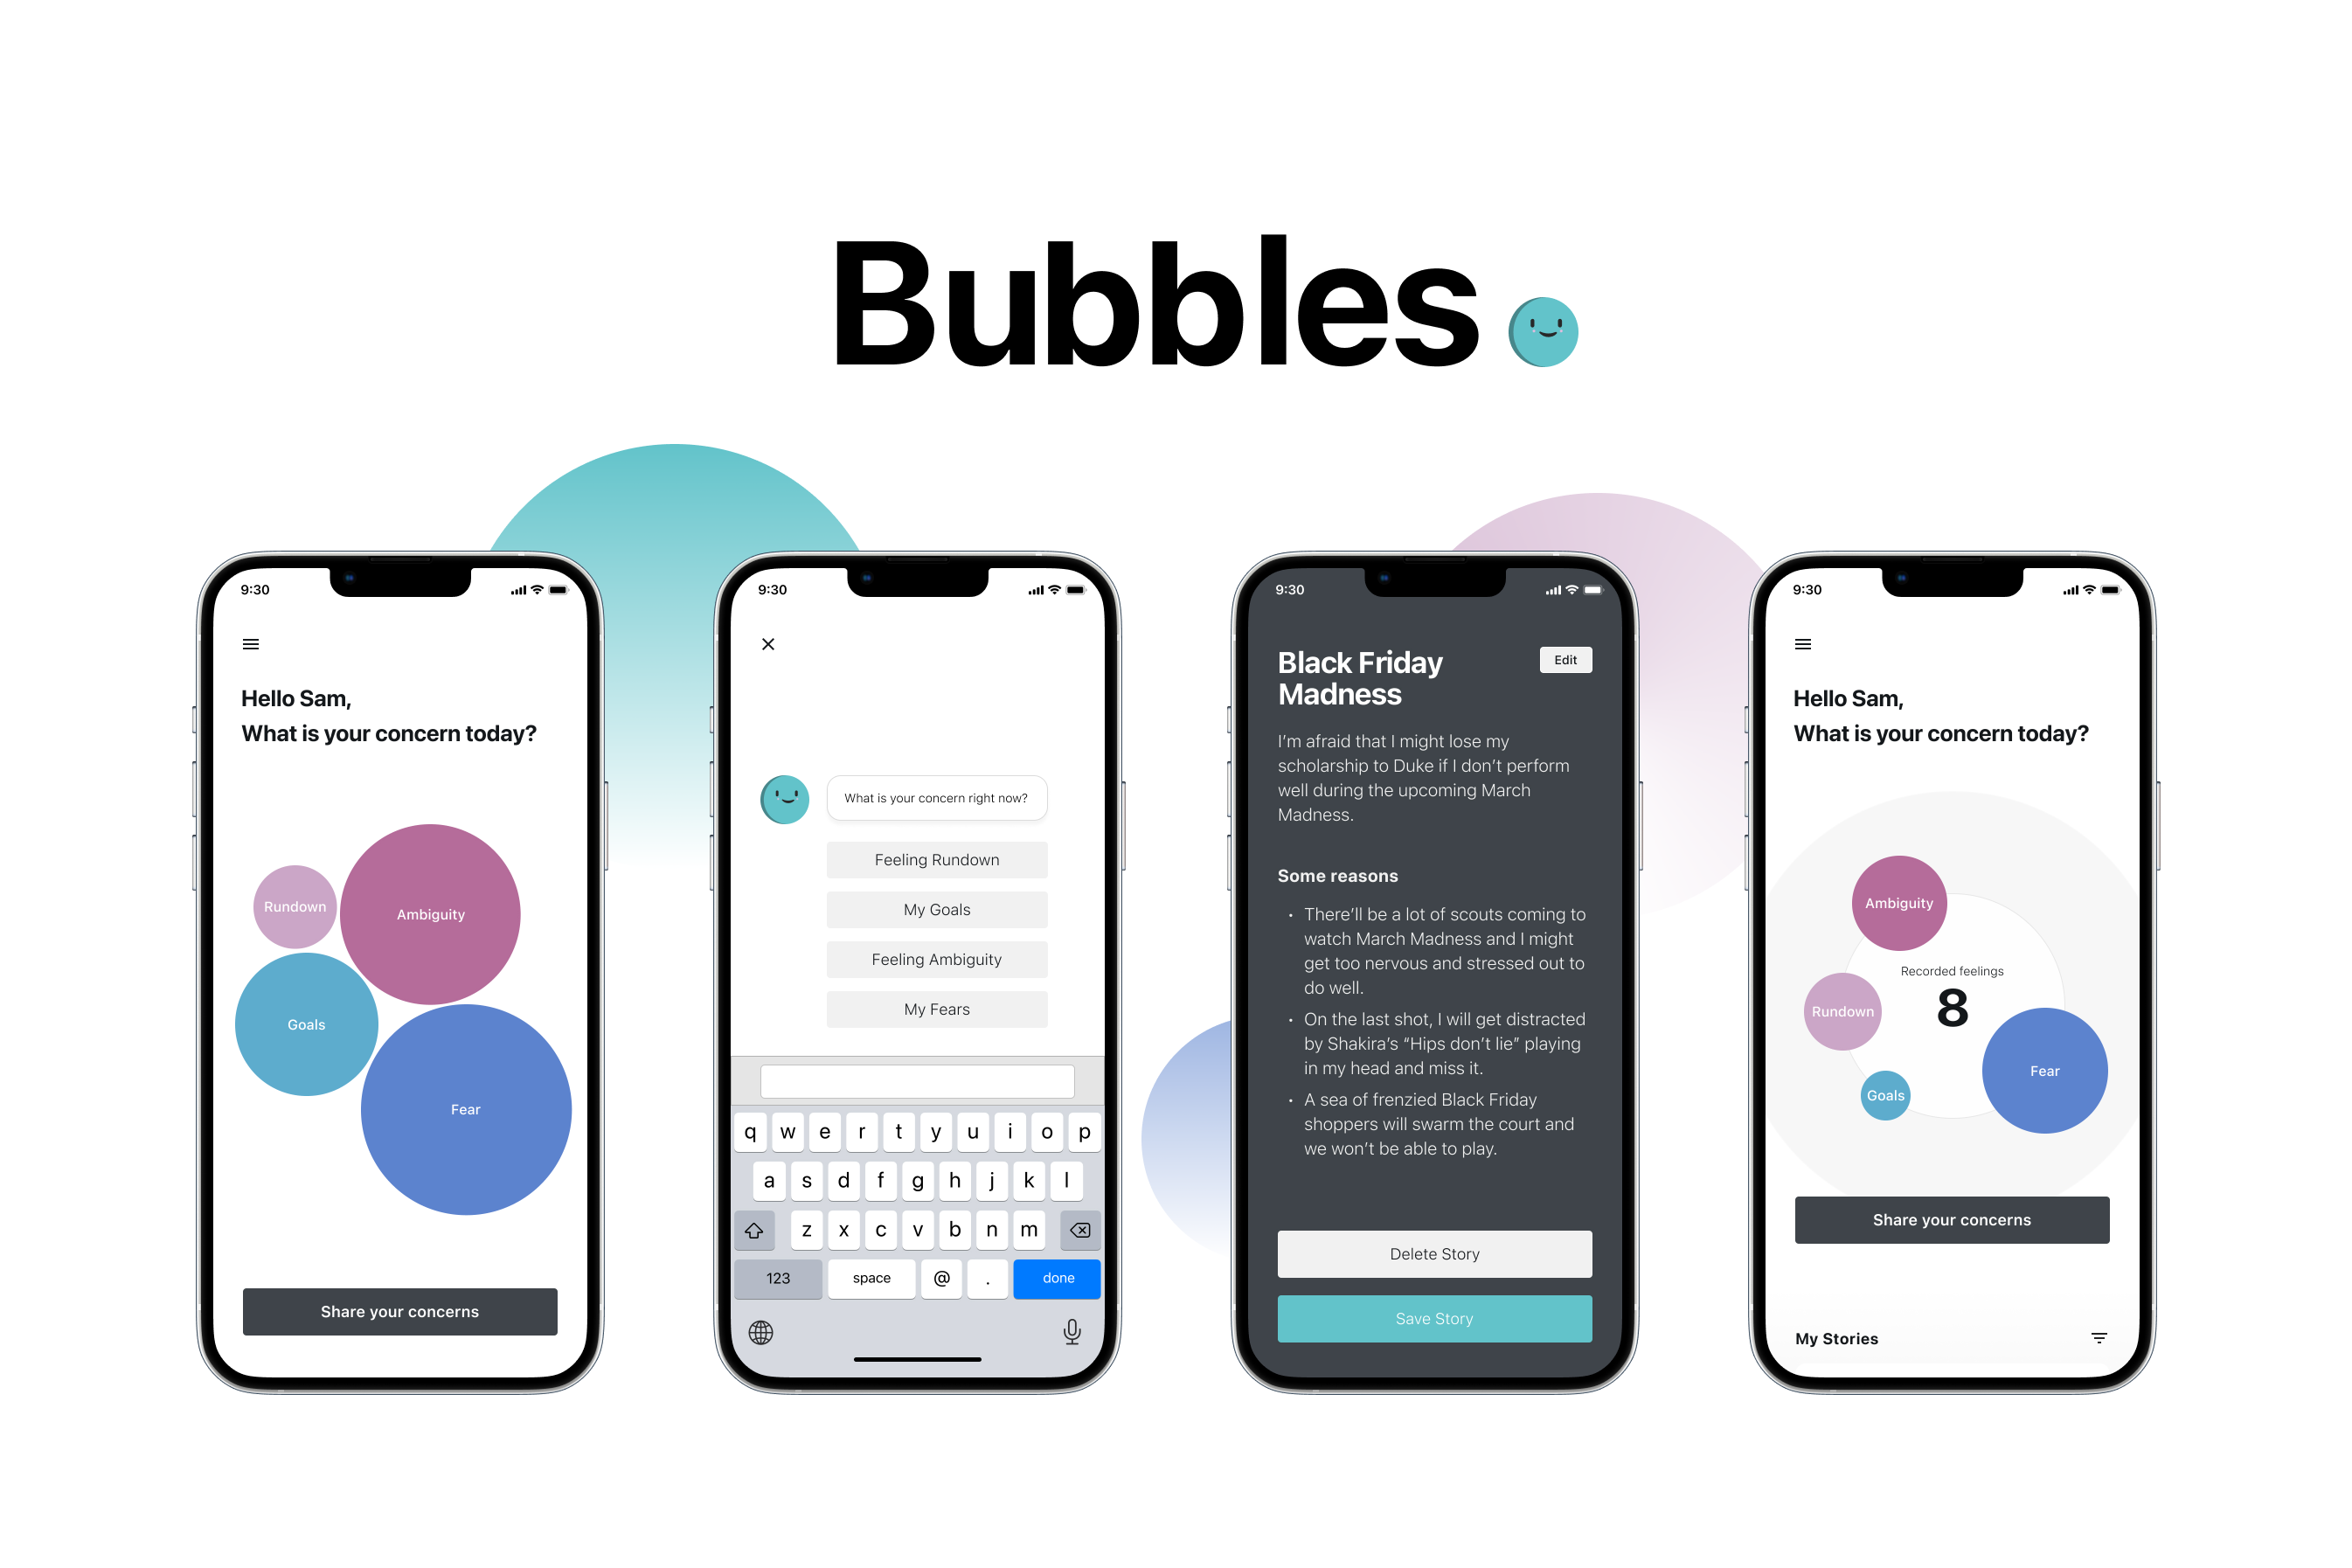 Bubbles
9:30
Hello Sam,
What is your concern today?
Rundown
Ambiguity
Goals
Fear
Share your concerns
9:30
What is your concern right now?
Feeling Rundown
My Goals
Feeling Ambiguity
My Fears
q w e r t y u i o p
a s d f g h j k l
z x c v b n m
123 space @ . done
9:30
Black Friday
Madness
Edit
I’m afraid that I might lose my
scholarship to Duke if I don’t perform
well during the upcoming March
Madness.
Some reasons
• There’ll be a lot of scouts coming to
watch March Madness and I might
get too nervous and stressed out to
do well.
• On the last shot, I will get distracted
by Shakira’s “Hips don’t lie” playing
in my head and miss it.
• A sea of frenzied Black Friday
shoppers will swarm the court and
we won’t be able to play.
Delete Story
Save Story
9:30
Hello Sam,
What is your concern today?
Ambiguity
Recorded feelings
8
Rundown
Fear
Goals
Share your concerns
My Stories